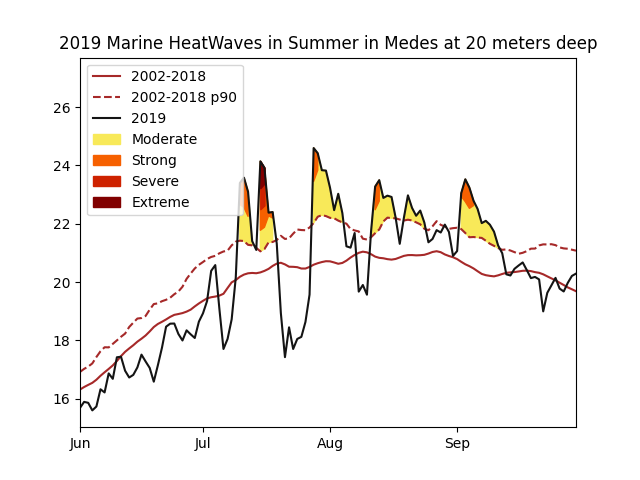 2019 Marine HeatWaves in Summer in Medes at 20 meters deep
2002-2018
2002-2018 p90
2019
Moderate
Strong
Severe
Extreme
26
24
22
20
18
16
Jun
Jul
Aug
Sep